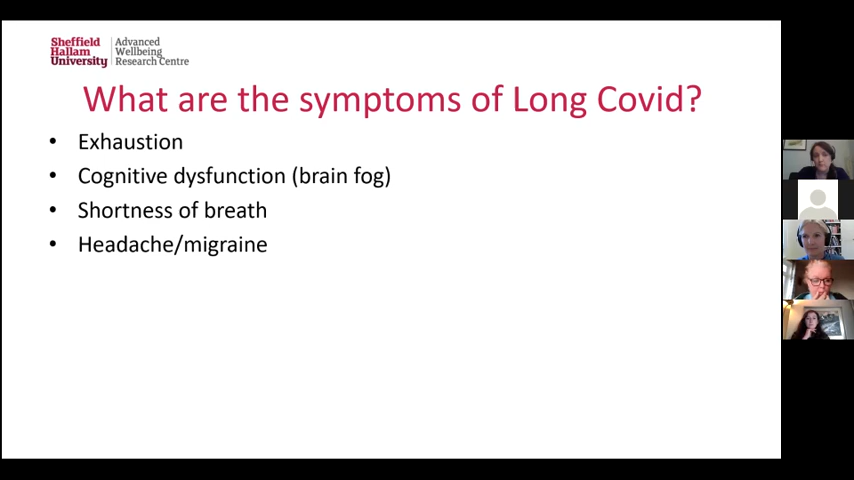 Sheffield
Hallam
University
Advanced
Wellbeing
Research Centre
What are the symptoms of Long Covid?
• Exhaustion
• Cognitive dysfunction (brain fog)
• Shortness of breath
• Headache/migraine